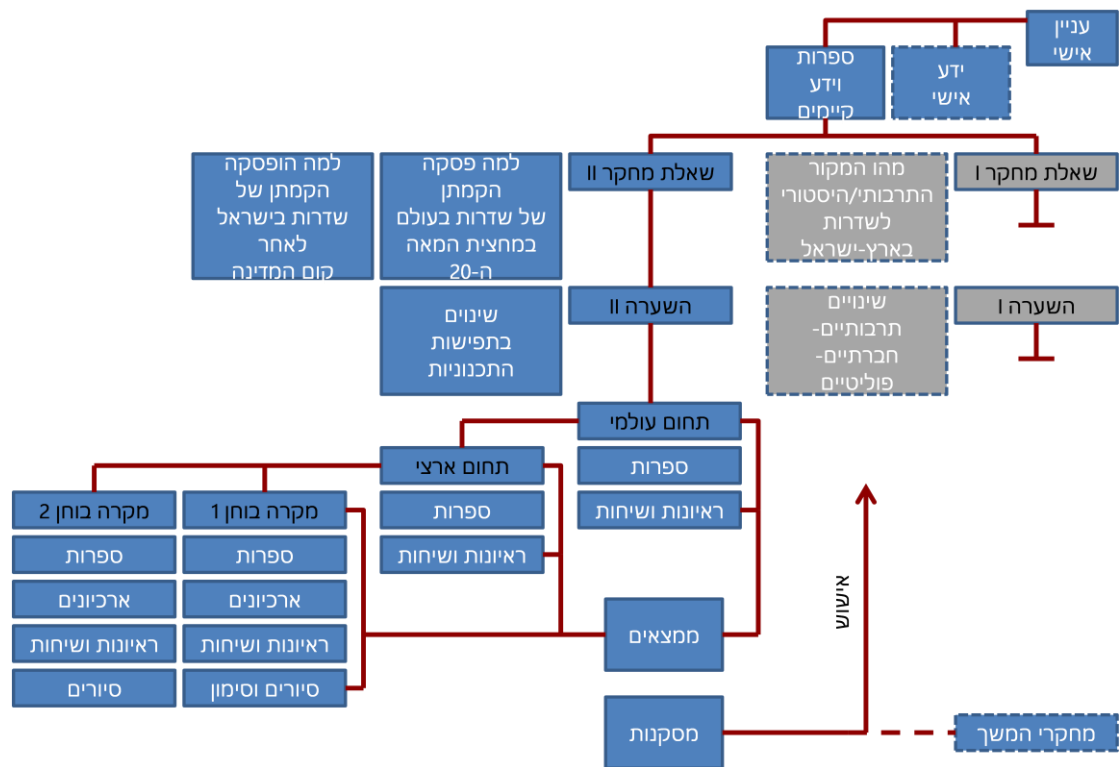 עניין
אישי
ידע
אישי
ספרות
וידע
קיימים
שאלת מחקר I
מהו המקור
התרבותי/היסטורי
לשדרות
בארץ-ישראל
שאלת מחקר II
למה פסקה
הקמתן
של שדרות בעולם
במחצית המאה
ה-20
למה הופסקה
הקמתן של
שדרות בישראל
לאחר
קום המדינה
השערה I
שינויים
תרבותיים-
חברתיים-
פוליטיים
השערה II
שינוים
בתפישות
התכנוניות
תחום עולמי
ספרות
ראיונות ושיחות
תחום ארצי
ספרות
ראיונות ושיחות
מקרה בוחן 1
ספרות
ארכיונים
ראיונות ושיחות
סיורים וסימון
מקרה בוחן 2
ספרות
ארכיונים
ראיונות ושיחות
סיורים
ממצאים
אישוש
מסקנות
מחקרי המשך